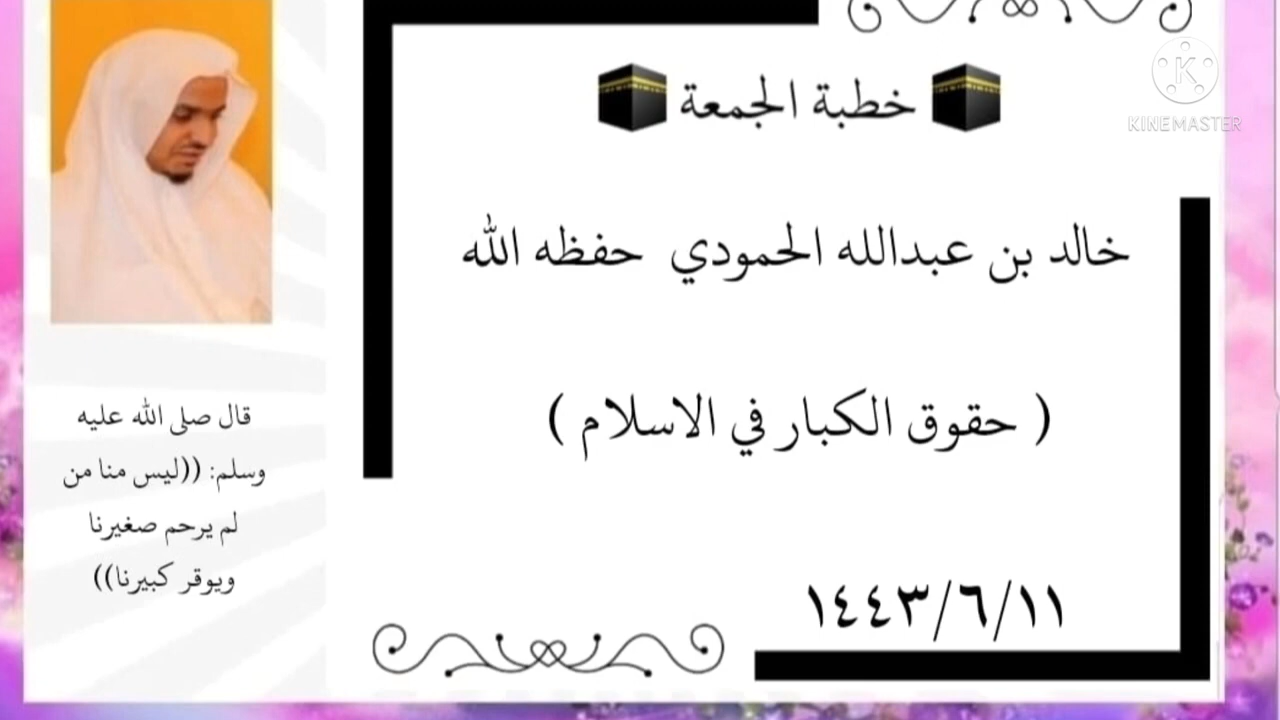 خطبة الجمعة
خالد بن عبدالله الحمودي حفظه الله
( حقوق الكبار في الاسلام )
١٤٤٣/٦/١١
قال صلى الله عليه
وسلم: ((ليس منا من
لم يرحم صغيرنا
ويوقر كبيرنا))
KINEMASTER